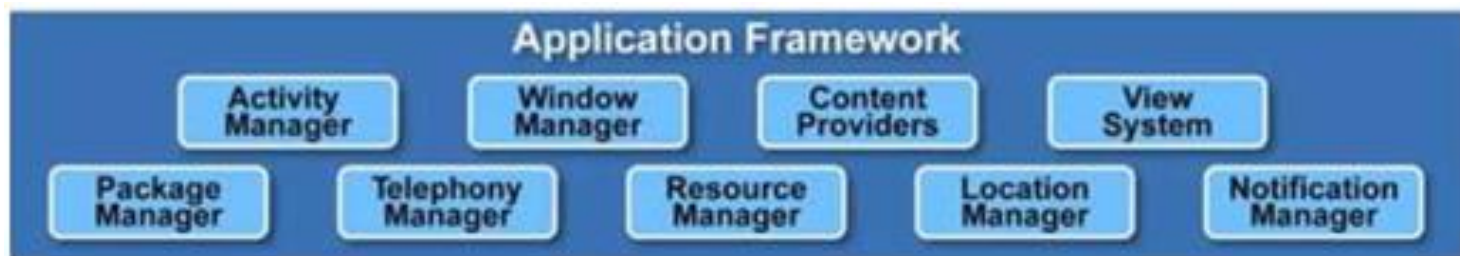 Application Framework
Activity
Manager
Window
Manager
Content
Providers
View
System
Package
Manager
Telephony
Manager
Resource
Manager
Location
Manager
Notification
Manager